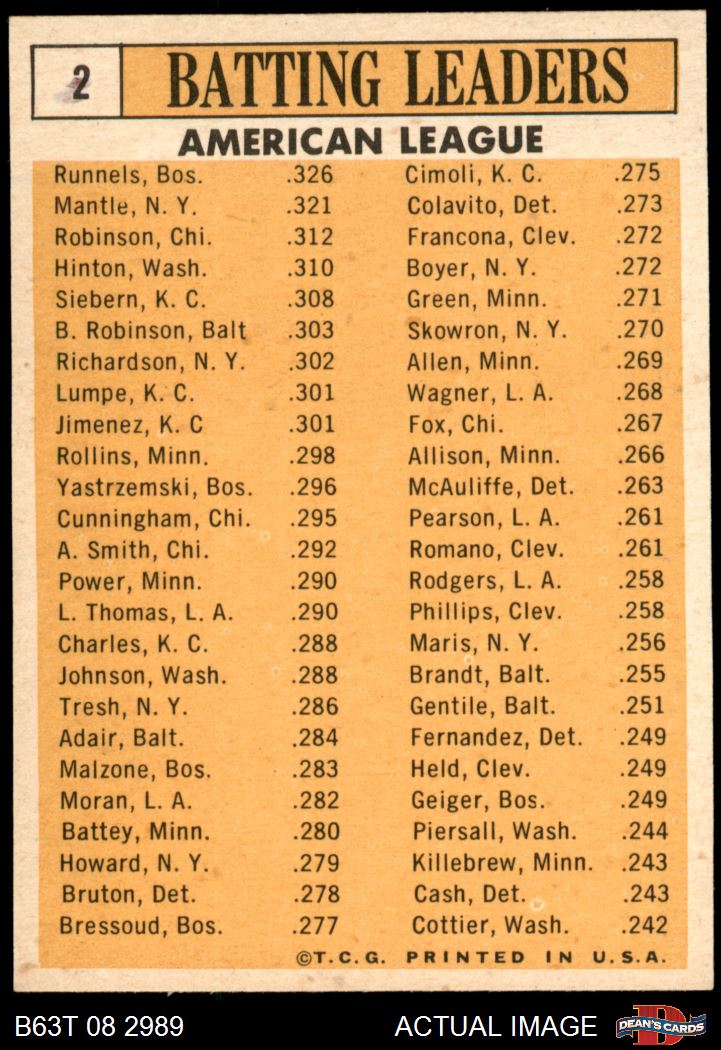 2 BATTING LEADERS
AMERICAN LEAGUE
Runnels, Bos. .326
Mantle, N. Y. .321
Robinson, Chi. .312
Hinton, Wash. .310
Siebern, K. C. .308
B. Robinson, Balt .303
Richardson, N. Y. .302
Lumpe, K. C. .301
Jimenez, K. C .301
Rollins, Minn. .298
Yastrzemski, Bos. .296
Cunningham, Chi. .295
A. Smith, Chi. .292
Power, Minn. .290
L. Thomas, L. A. .290
Charles, K. C. .288
Johnson, Wash. .288
Tresh, N. Y. .286
Adair, Balt. .284
Malzone, Bos. .283
Moran, L. A. .282
Battey, Minn. .280
Howard, N. Y. .279
Bruton, Det. .278
Bressoud, Bos. .277
Cimoli, K. C. .275
Colavito, Det. .273
Francona, Clev. .272
Boyer, N. Y. .272
Green, Minn. .271
Skowron, N. Y. .270
Allen, Minn. .269
Wagner, L. A. .268
Fox, Chi. .267
Allison, Minn. .266
McAuliffe, Det. .263
Pearson, L. A. .261
Romano, Clev. .261
Rodgers, L. A. .258
Phillips, Clev. .258
Maris, N. Y. .256
Brandt, Balt. .255
Gentile, Balt. .251
Fernandez, Det. .249
Held, Clev. .249
Geiger, Bos. .249
Piersall, Wash. .244
Killebrew, Minn. .243
Cash, Det. .243
Cottier, Wash. .242
©T.C.G. PRINTED IN U.S.A.
B63T 08 2989 ACTUAL IMAGE D DEAN'S CARDS